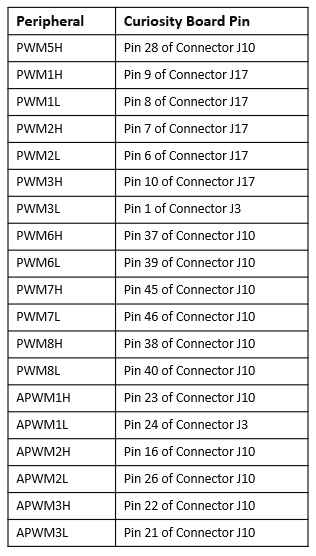 Peripheral Curiosity Board Pin
PWM5H Pin 28 of Connector J10
PWM1H Pin 9 of Connector J17
PWM1L Pin 8 of Connector J17
PWM2H Pin 7 of Connector J17
PWM2L Pin 6 of Connector J17
PWM3H Pin 10 of Connector J17
PWM3L Pin 1 of Connector J3
PWM6H Pin 37 of Connector J10
PWM6L Pin 39 of Connector J10
PWM7H Pin 45 of Connector J10
PWM7L Pin 46 of Connector J10
PWM8H Pin 38 of Connector J10
PWM8L Pin 40 of Connector J10
APWM1H Pin 23 of Connector J10
APWM1L Pin 24 of Connector J3
APWM2H Pin 16 of Connector J10
APWM2L Pin 26 of Connector J10
APWM3H Pin 22 of Connector J10
APWM3L Pin 21 of Connector J10